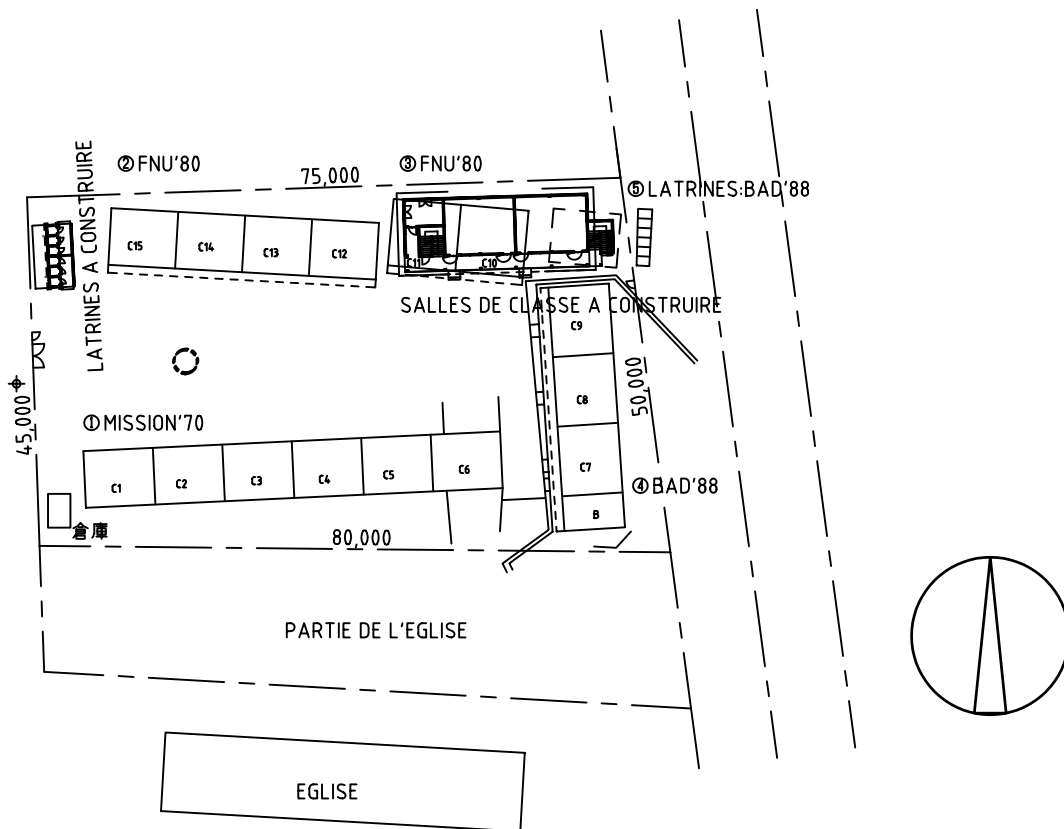 ②FNU'80
③FNU'80
75,000
LATRINES A CONSTRUIRE
⑤LATRINES:BAD'88
C15
C14
C13
C12
C11
C10
SALLES DE CLASSE A CONSTRUIRE
C9
C8
50,000
45,000
①MISSION'70
C1
C2
C3
C4
C5
C6
C7
④BAD'88
B
倉庫
80,000
PARTIE DE L'EGLISE
EGLISE